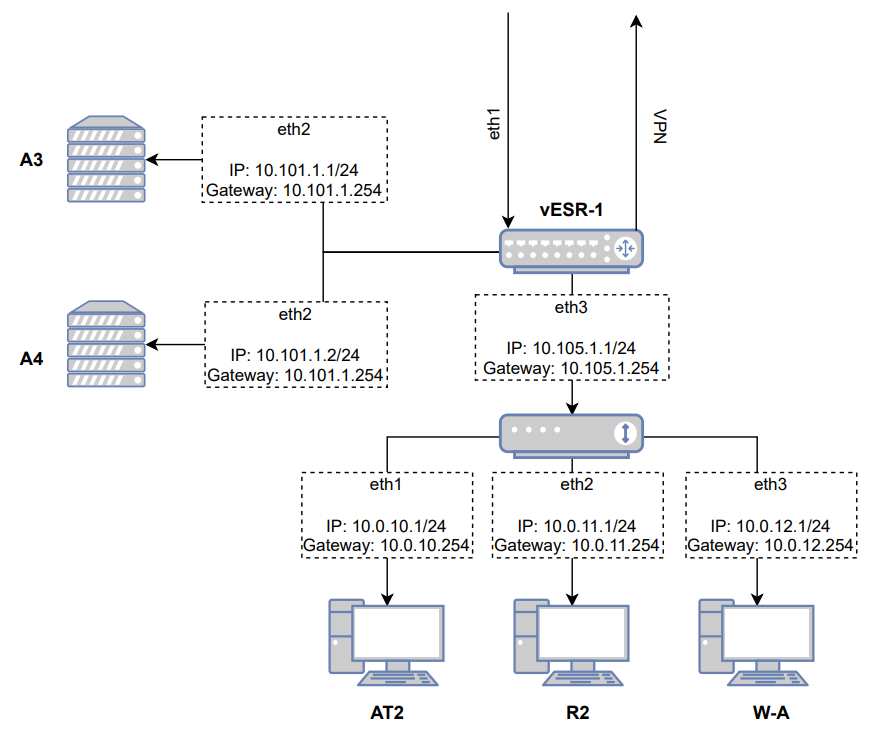 eth1
VPN
A3
eth2
IP: 10.101.1.1/24
Gateway: 10.101.1.254
vESR-1
A4
eth2
IP: 10.101.1.2/24
Gateway: 10.101.1.254
eth3
IP: 10.105.1.1/24
Gateway: 10.105.1.254
eth1
IP: 10.0.10.1/24
Gateway: 10.0.10.254
eth2
IP: 10.0.11.1/24
Gateway: 10.0.11.254
eth3
IP: 10.0.12.1/24
Gateway: 10.0.12.254
AT2
R2
W-A